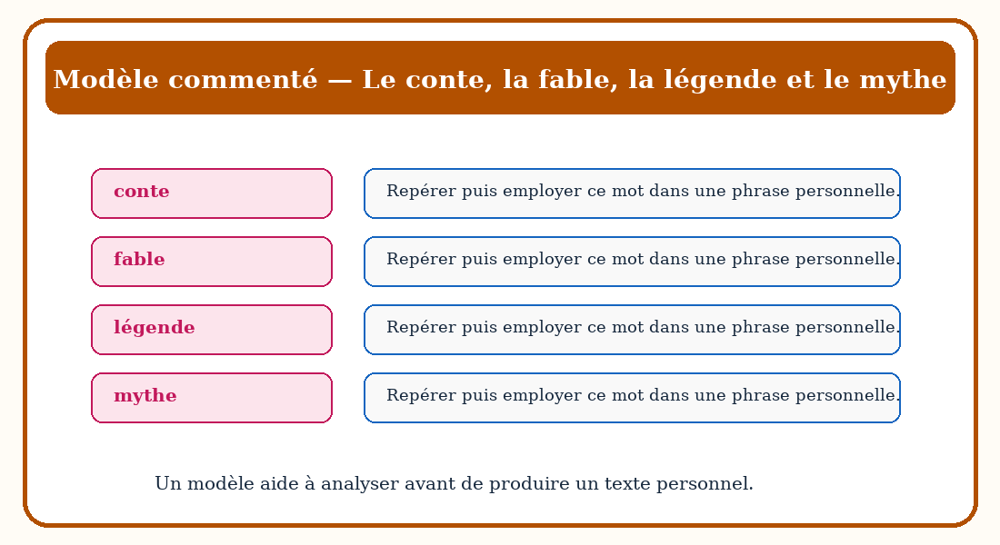 Modèle commenté — Le conte, la fable, la légende et le mythe
conte
Repérer puis employer ce mot dans une phrase personnelle.
fable
Repérer puis employer ce mot dans une phrase personnelle.
légende
Repérer puis employer ce mot dans une phrase personnelle.
mythe
Repérer puis employer ce mot dans une phrase personnelle.
Un modèle aide à analyser avant de produire un texte personnel.